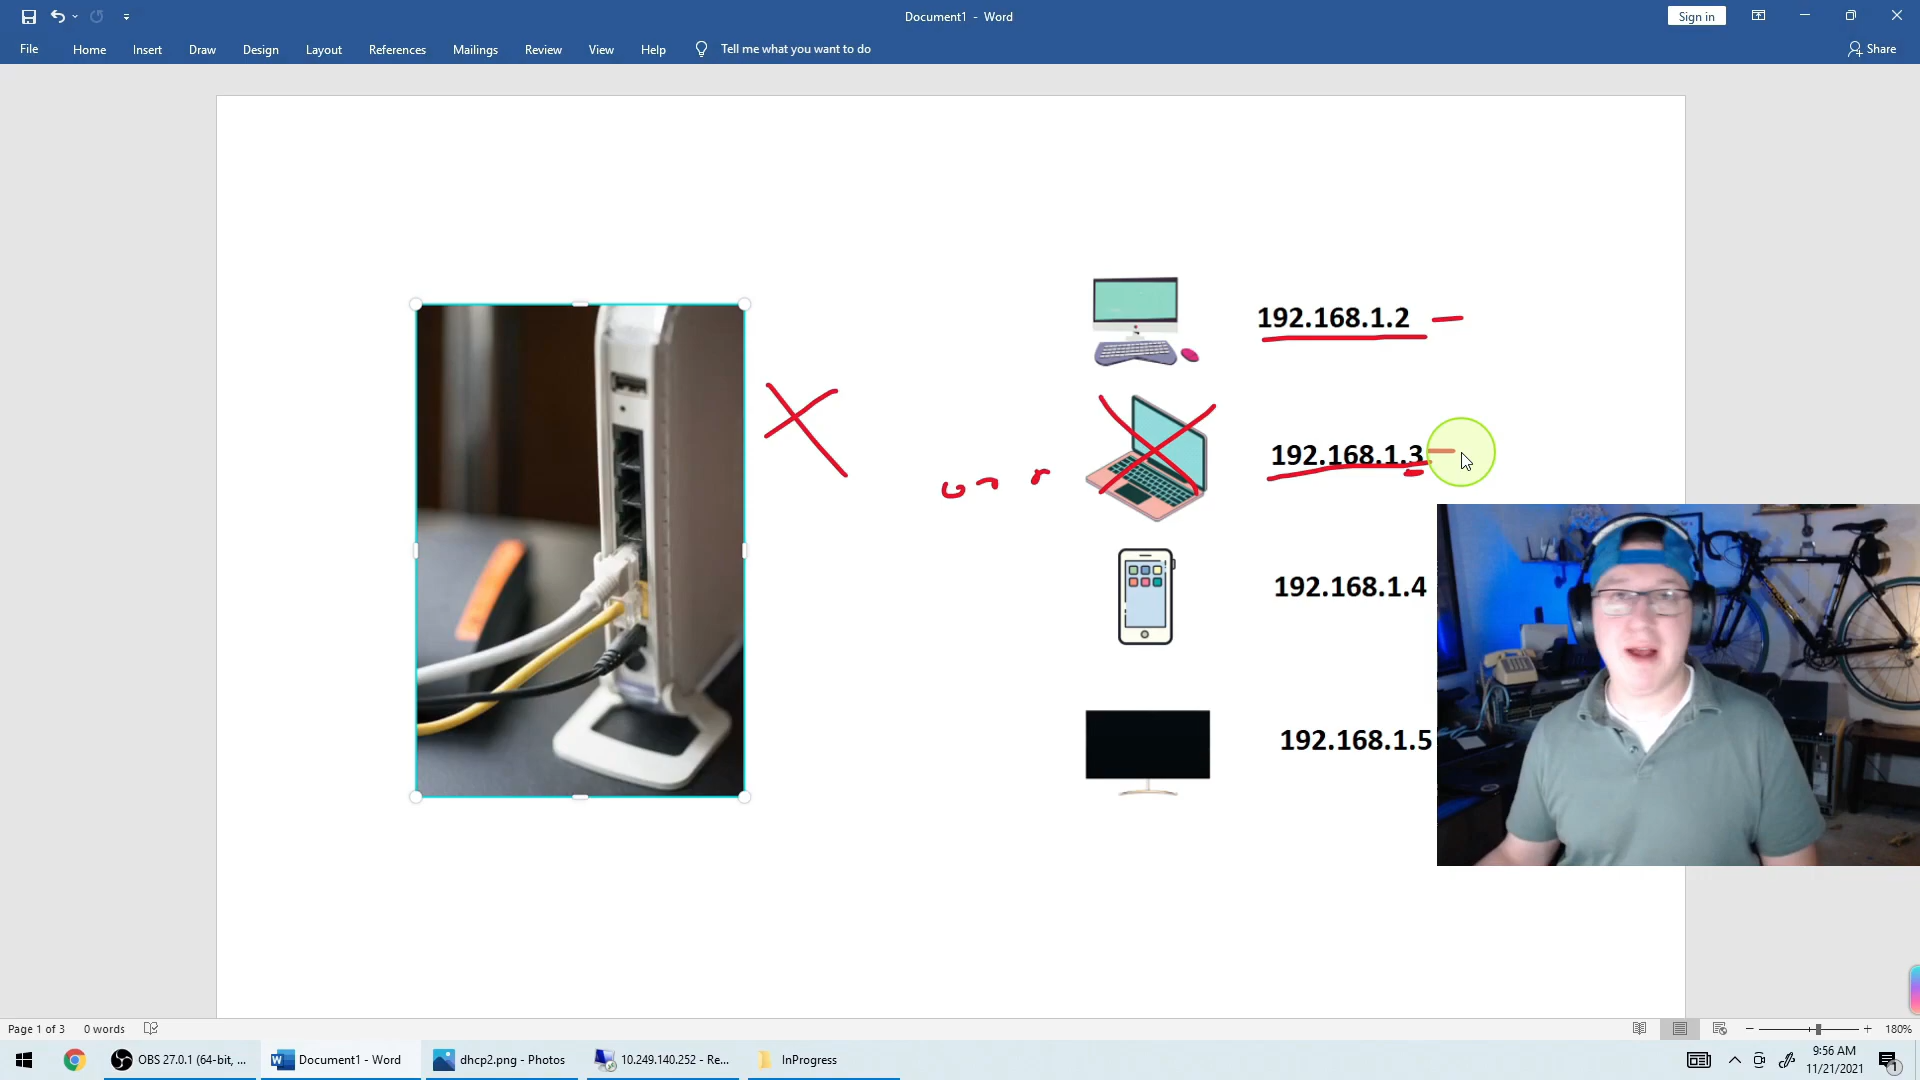 Document1 - Word
Sign in
File Home Insert Draw Design Layout References Mailings Review View Help Tell me what you want to do Share
192.168.1.2
192.168.1.3
192.168.1.4
192.168.1.5
Page 1 of 3 0 words 180%
OBS 27.0.1 (64-bit, ... Document1 - Word dhcp2.png - Photos 10.249.140.252 - Re... InProgress
9:56 AM
11/21/2021
1